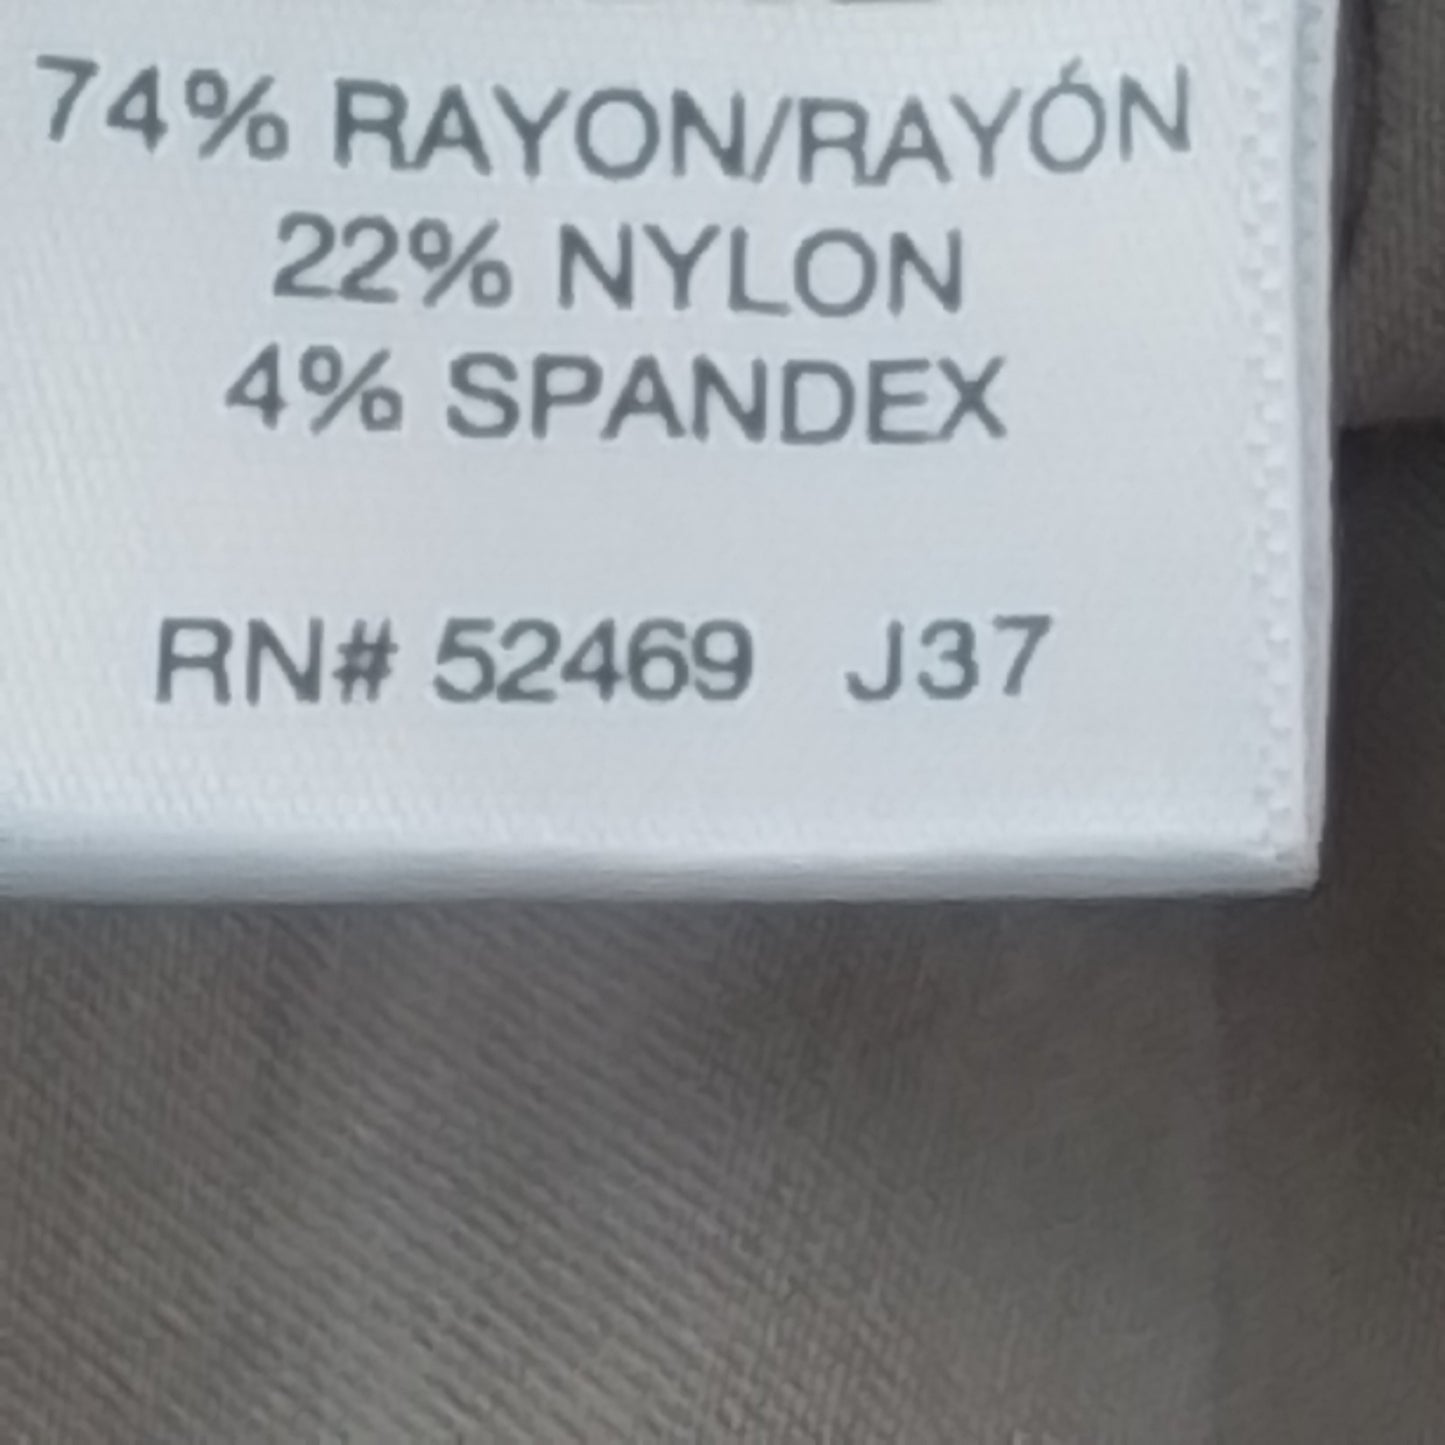 74% RAYON/RAYÓN
22% NYLON
4% SPANDEX
RN# 52469 J37